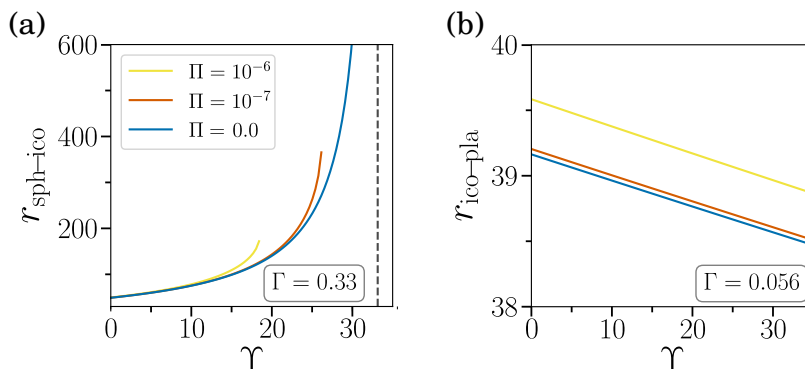 (a)
600
400
200
r_sph–ico
Π = 10⁻⁶
Π = 10⁻⁷
Π = 0.0
Γ = 0.33
0 10 20 30
ϒ
(b)
40
39
38
r_ico–pla
Γ = 0.056
0 10 20 30
ϒ